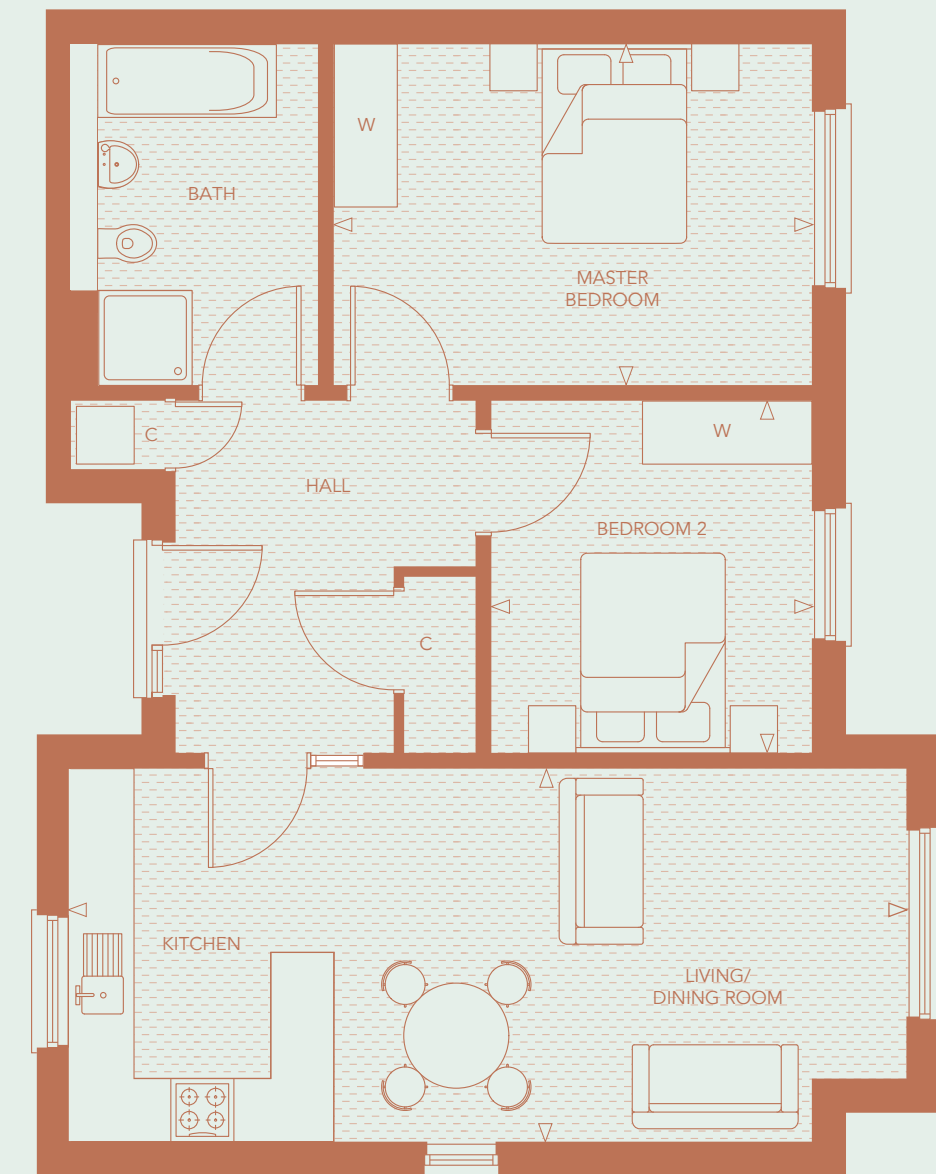 W
BATH
MASTER
BEDROOM
C
W
HALL
BEDROOM 2
C
KITCHEN
LIVING/
DINING ROOM